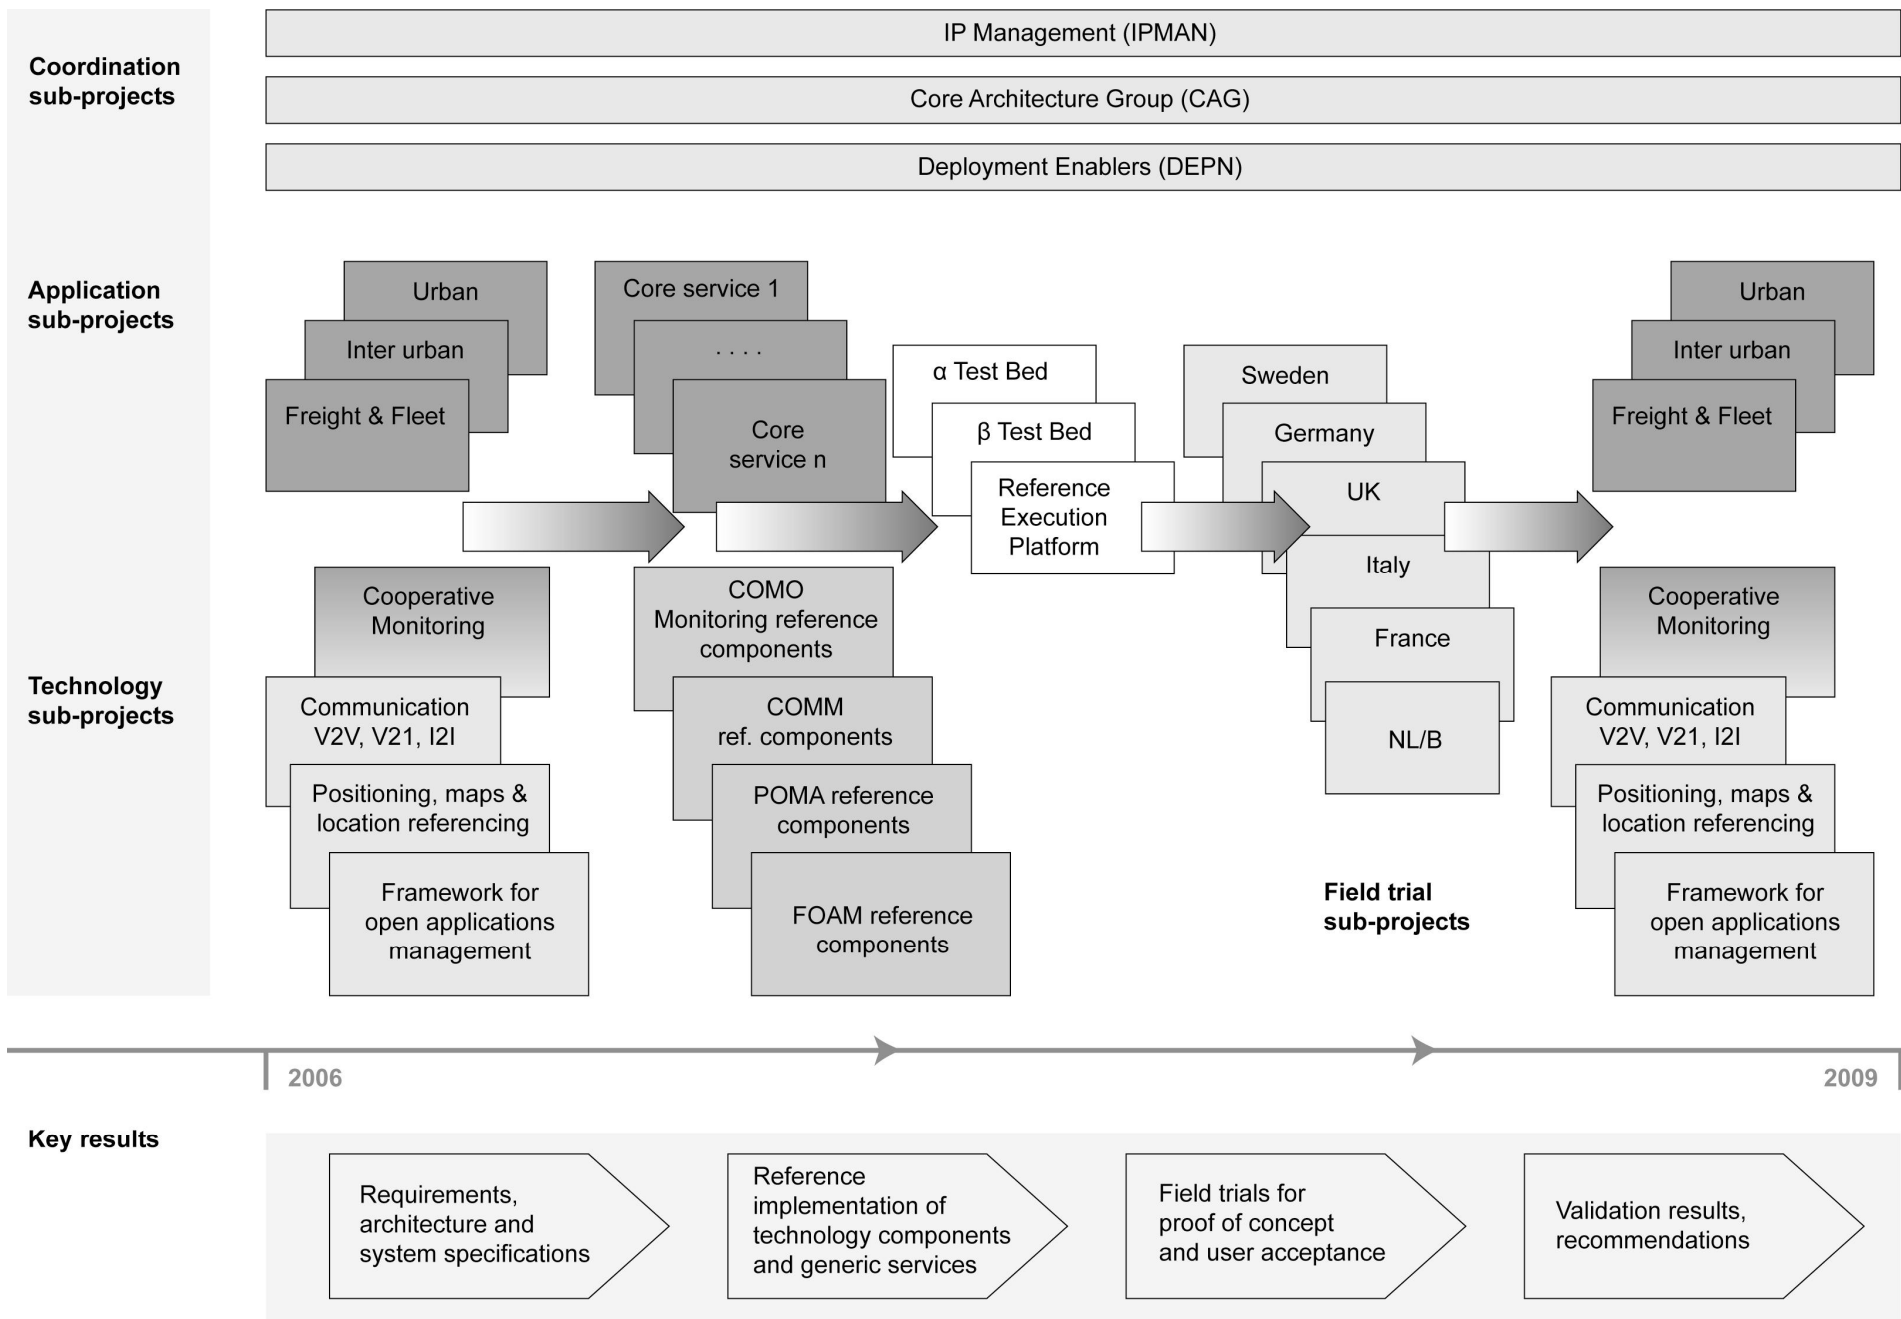 Coordination
sub-projects
IP Management (IPMAN)
Core Architecture Group (CAG)
Deployment Enablers (DEPN)
Application
sub-projects
Urban
Inter urban
Freight & Fleet
Core service 1
. . . .
Core
service n
α Test Bed
β Test Bed
Reference
Execution
Platform
Sweden
Germany
UK
Italy
France
NL/B
Urban
Inter urban
Freight & Fleet
Technology
sub-projects
Cooperative
Monitoring
Communication
V2V, V21, I2I
Positioning, maps &
location referencing
Framework for
open applications
management
COMO
Monitoring reference
components
COMM
ref. components
POMA reference
components
FOAM reference
components
Field trial
sub-projects
Cooperative
Monitoring
Communication
V2V, V21, I2I
Positioning, maps &
location referencing
Framework for
open applications
management
2006
2009
Key results
Requirements,
architecture and
system specifications
Reference
implementation of
technology components
and generic services
Field trials for
proof of concept
and user acceptance
Validation results,
recommendations